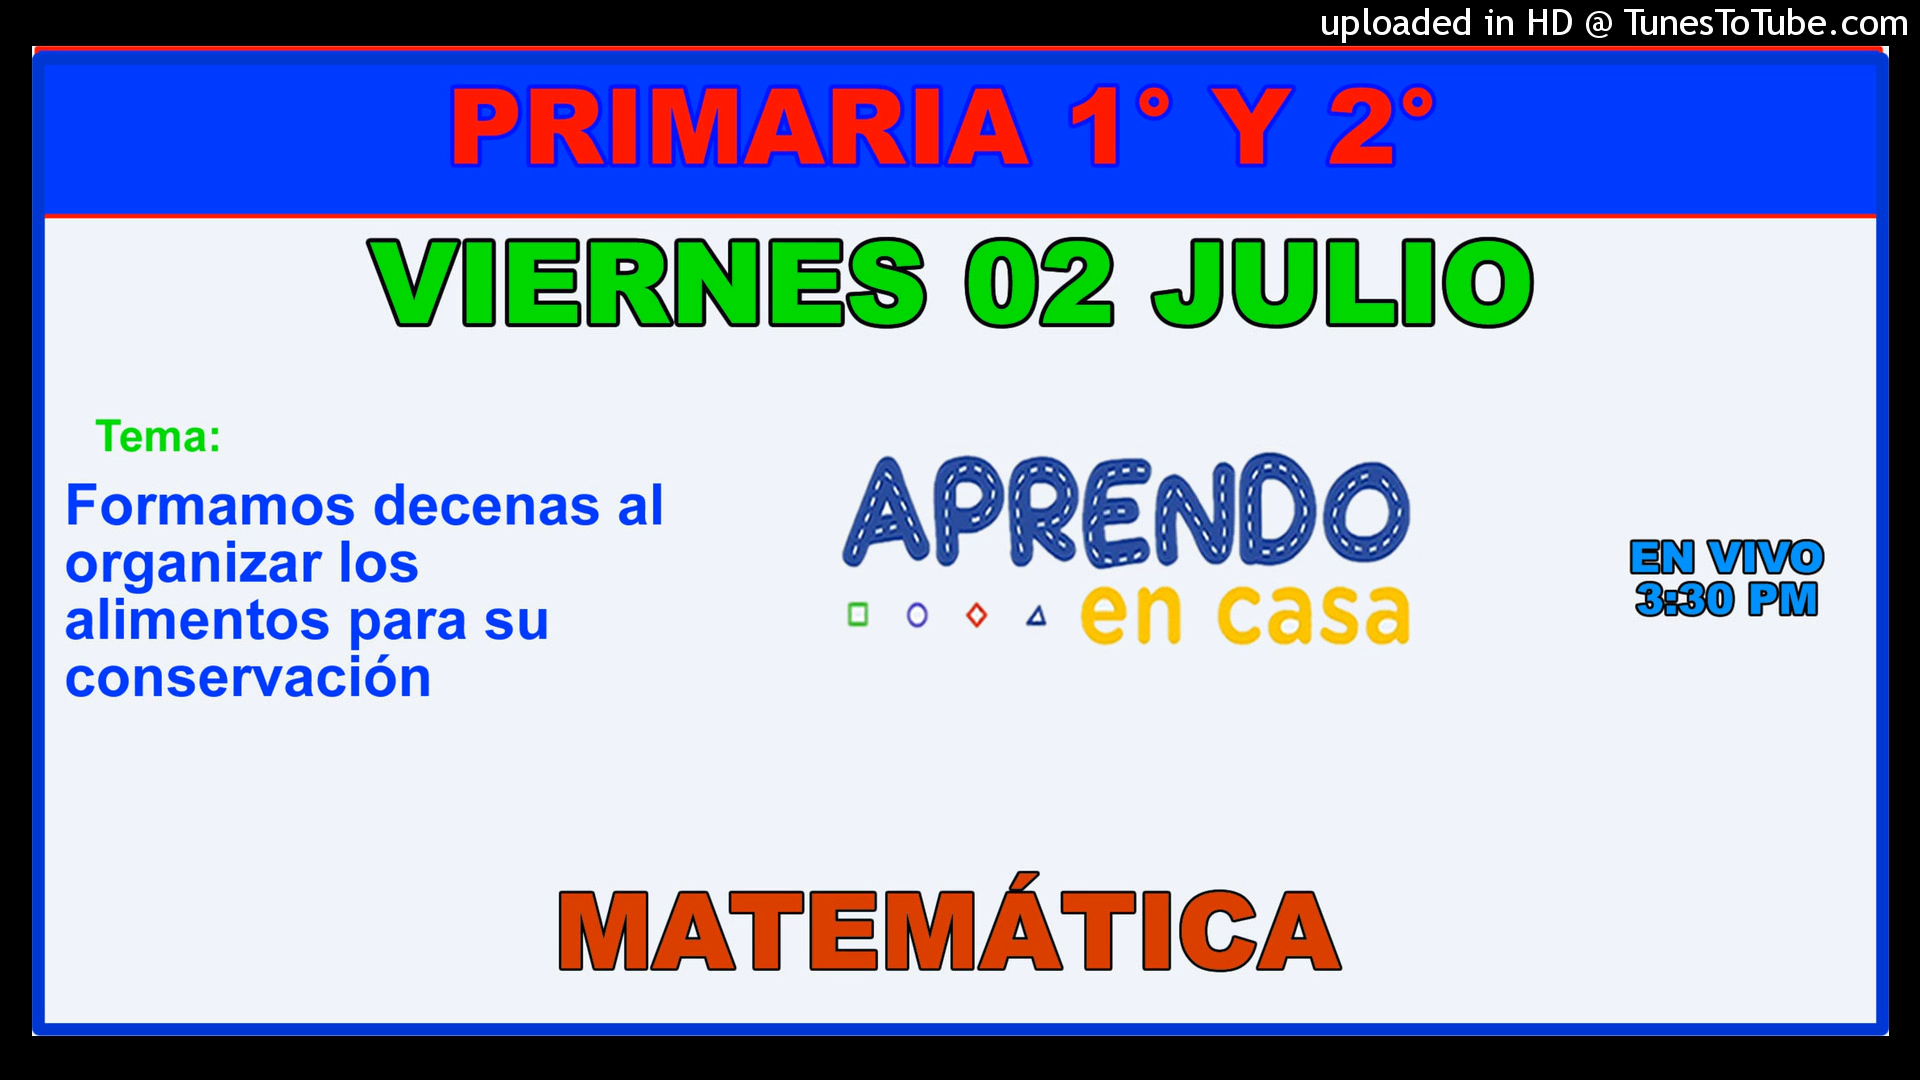 uploaded in HD @ TunesToTube.com
PRIMARIA 1° Y 2°
VIERNES 02 JULIO
Tema:
Formamos decenas al
organizar los
alimentos para su
conservación
APRENDO
en casa
EN VIVO
3:30 PM
MATEMÁTICA